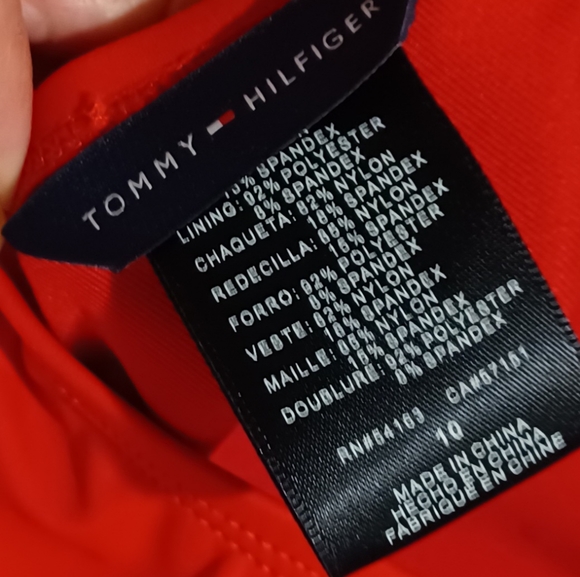 TOMMY HILFIGER
SPANDEX
LINING: 92% POLYESTER
8% SPANDEX
CHAQUETA: 82% NYLON
18% SPANDEX
REDECILLA: 85% NYLON
15% SPANDEX
FORRO: 92% POLYESTER
8% SPANDEX
VESTE: 82% NYLON
18% SPANDEX
MAILLE: 85% NYLON
15% SPANDEX
DOUBLURE: 92% POLYESTER
8% SPANDEX
RN#54163 CA#57151
10
MADE IN CHINA
HECHO EN CHINA
FABRIQUE EN CHINE